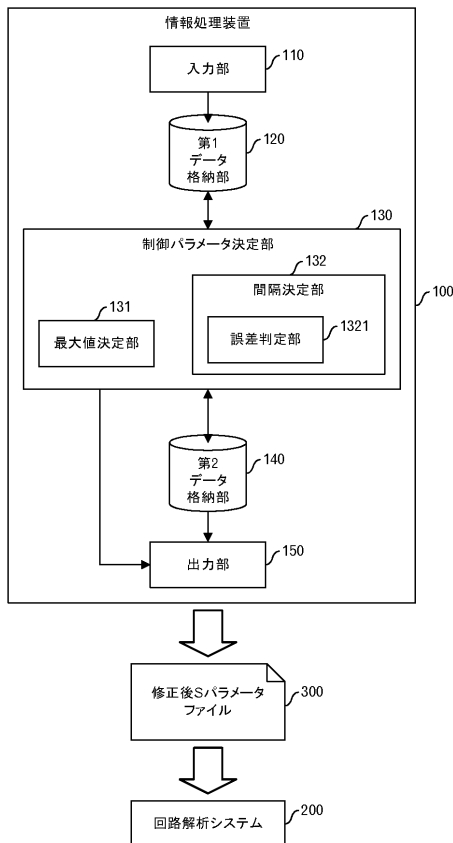 情報処理装置
入力部
110
第1
データ
格納部
120
130
制御パラメータ決定部
132
間隔決定部
100
131
最大値決定部
1321
誤差判定部
第2
データ
格納部
140
出力部
150
修正後Sパラメータ
ファイル
300
回路解析システム
200